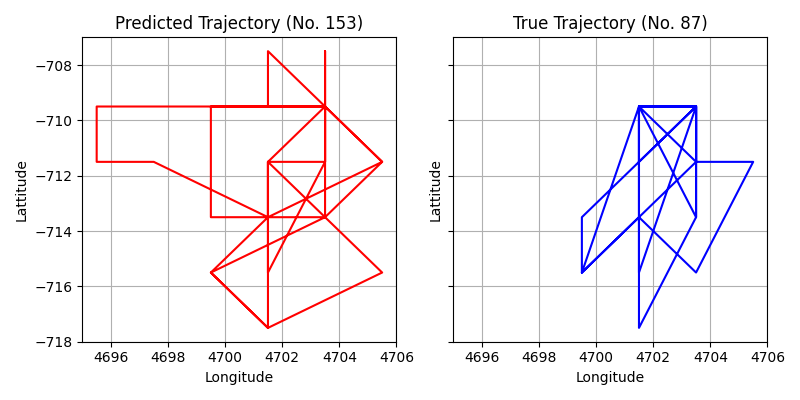 Predicted Trajectory (No. 153)
True Trajectory (No. 87)
Lattitude
−708
−710
−712
−714
−716
−718
4696 4698 4700 4702 4704 4706
Longitude
Lattitude
4696 4698 4700 4702 4704 4706
Longitude